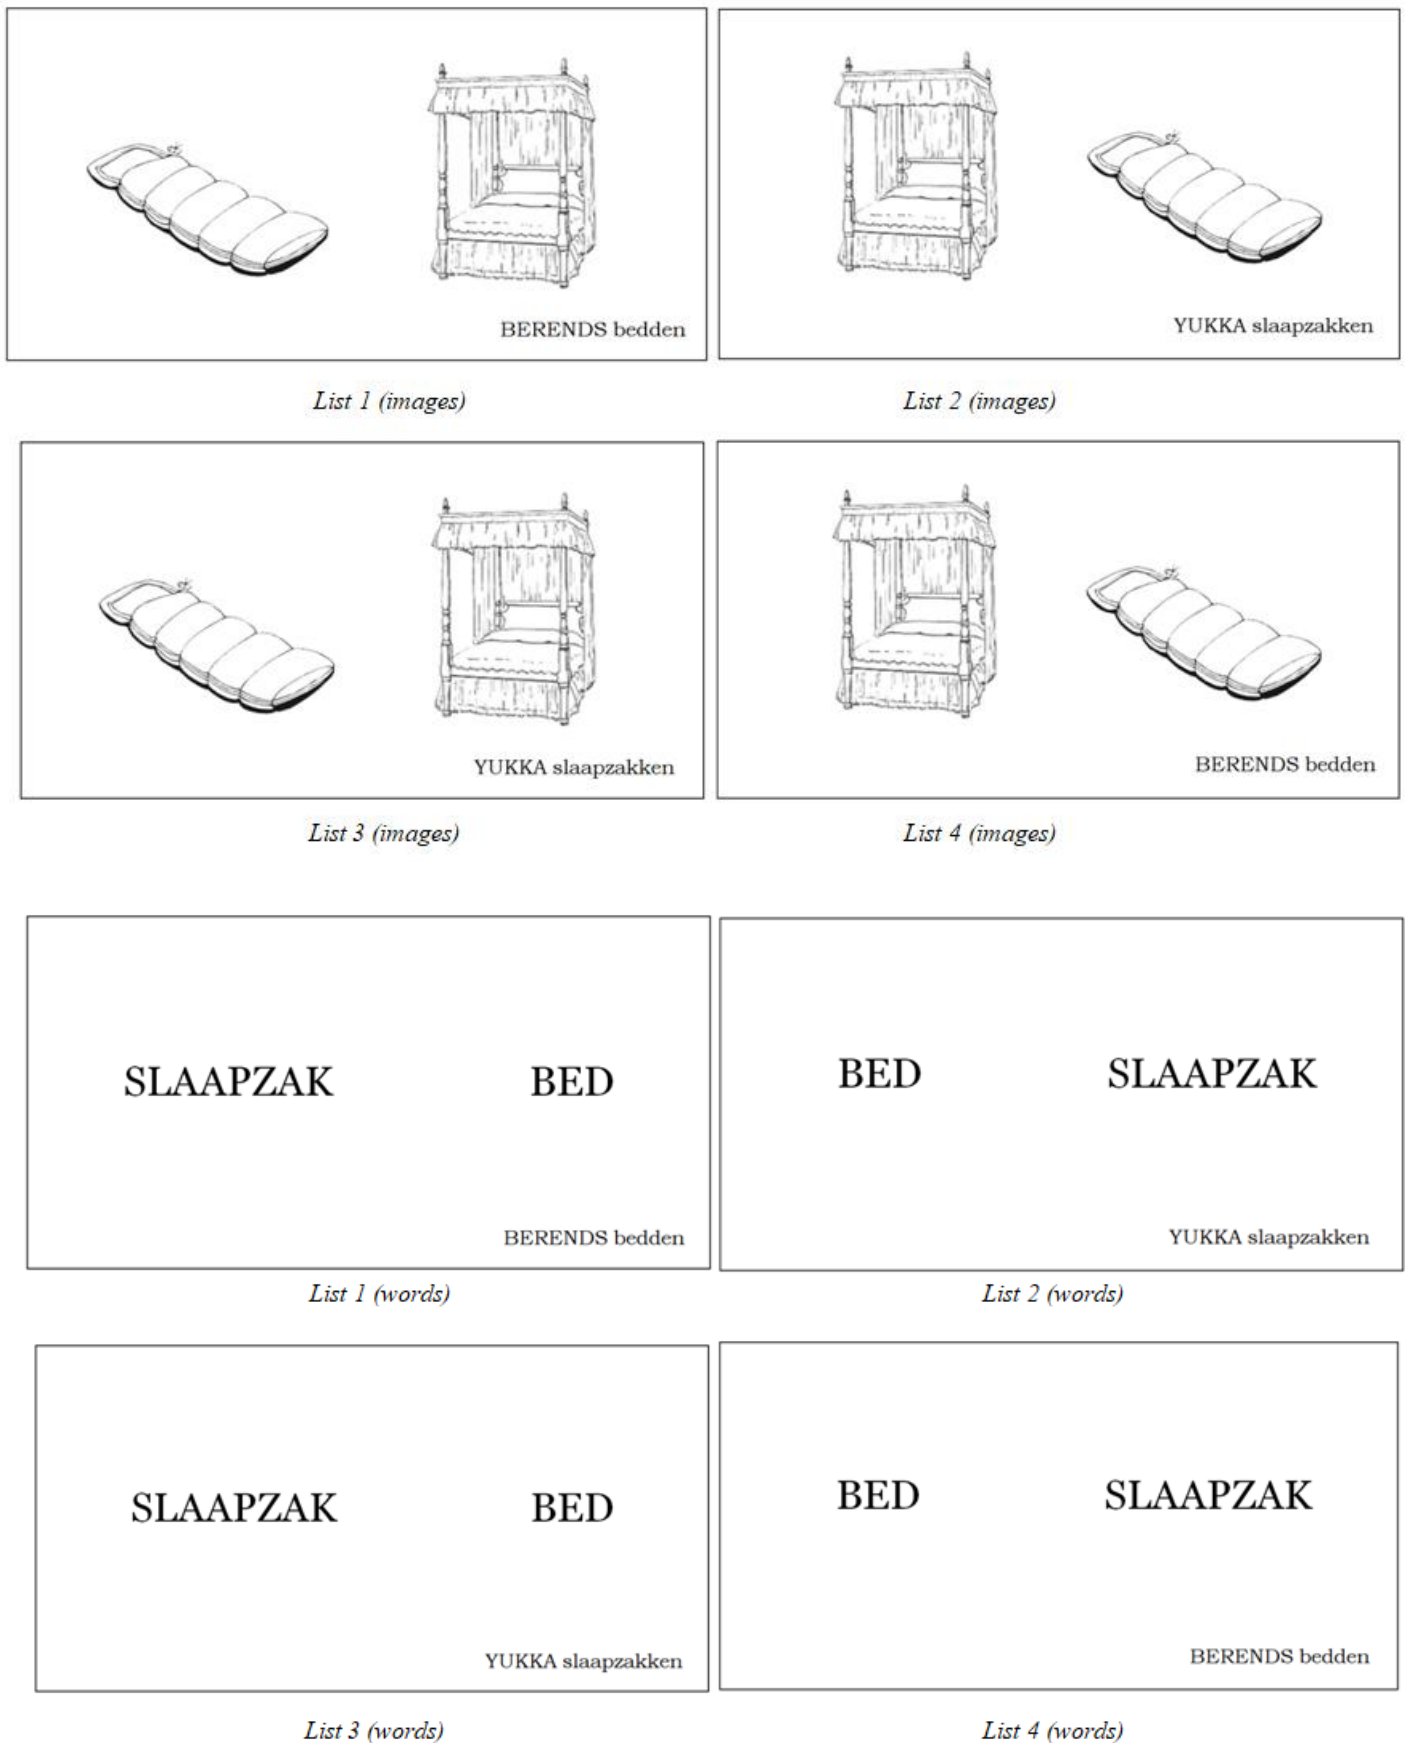 BERENDS bedden
YUKKA slaapzakken
List 1 (images)
List 2 (images)
YUKKA slaapzakken
BERENDS bedden
List 3 (images)
List 4 (images)
SLAAPZAK BED
BERENDS bedden
BED SLAAPZAK
YUKKA slaapzakken
List 1 (words)
List 2 (words)
SLAAPZAK BED
YUKKA slaapzakken
BED SLAAPZAK
BERENDS bedden
List 3 (words)
List 4 (words)